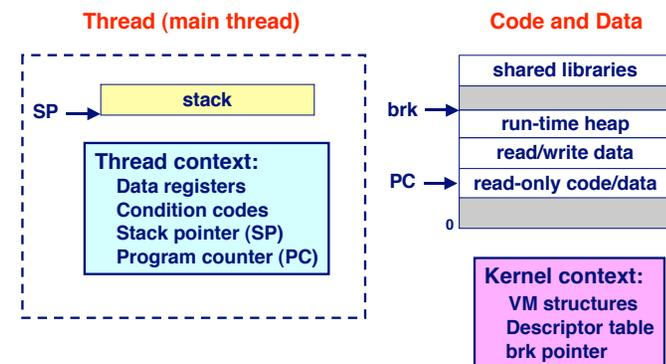 Thread (main thread)
Code and Data
stack
SP
Thread context:
Data registers
Condition codes
Stack pointer (SP)
Program counter (PC)
shared libraries
brk
run-time heap
read/write data
PC
read-only code/data
0
Kernel context:
VM structures
Descriptor table
brk pointer